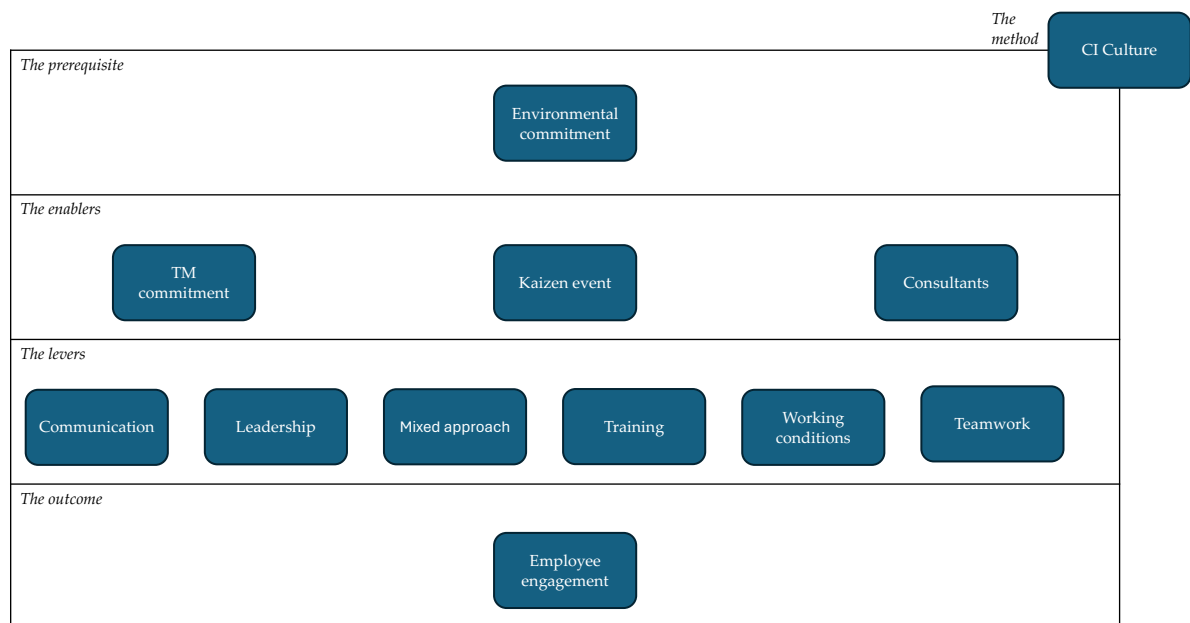 The
method
CI Culture
The prerequisite
Environmental
commitment
The enablers
TM
commitment
Kaizen event
Consultants
The levers
Communication
Leadership
Mixed approach
Training
Working
conditions
Teamwork
The outcome
Employee
engagement